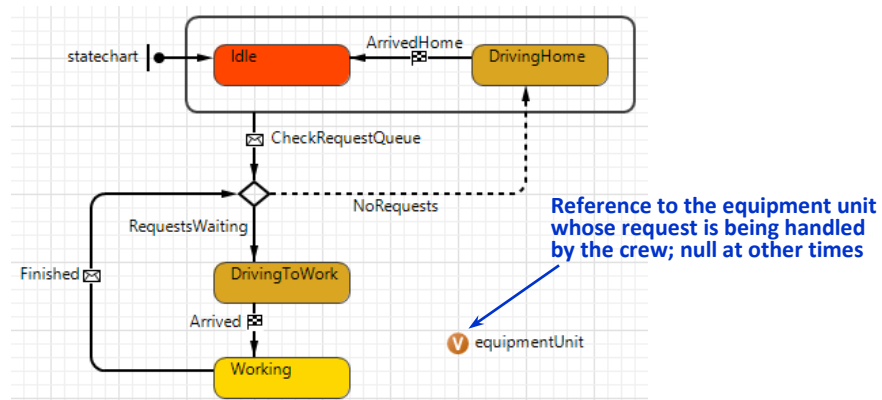 ArrivedHome
statechart
Idle
DrivingHome
CheckRequestQueue
NoRequests
RequestsWaiting
Reference to the equipment unit
whose request is being handled
by the crew; null at other times
Finished
DrivingToWork
Arrived
V equipmentUnit
Working